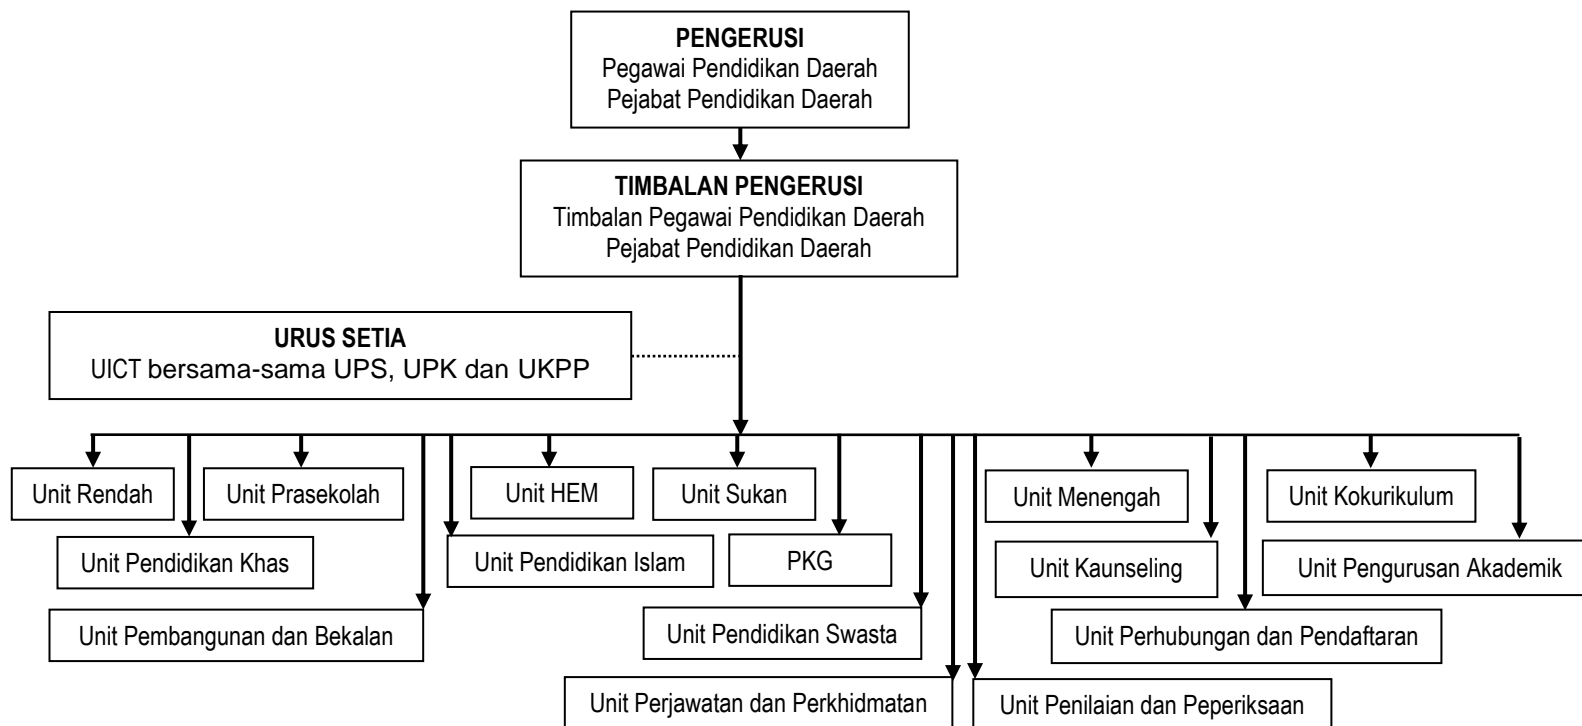 PENGERUSI
Pegawai Pendidikan Daerah
Pejabat Pendidikan Daerah
TIMBALAN PENGERUSI
Timbalan Pegawai Pendidikan Daerah
Pejabat Pendidikan Daerah
URUS SETIA
UICT bersama-sama UPS, UPK dan UKPP
Unit Rendah
Unit Prasekolah
Unit HEM
Unit Sukan
Unit Menengah
Unit Kokurikulum
Unit Pendidikan Khas
Unit Pendidikan Islam
PKG
Unit Kaunseling
Unit Pengurusan Akademik
Unit Pembangunan dan Bekalan
Unit Pendidikan Swasta
Unit Perhubungan dan Pendaftaran
Unit Perjawatan dan Perkhidmatan
Unit Penilaian dan Peperiksaan